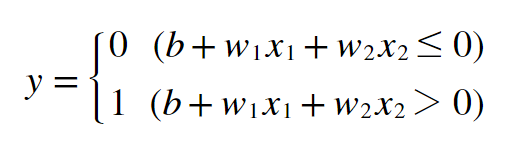 y = { 0 (b + w₁x₁ + w₂x₂ ≤ 0)
1 (b + w₁x₁ + w₂x₂ > 0)